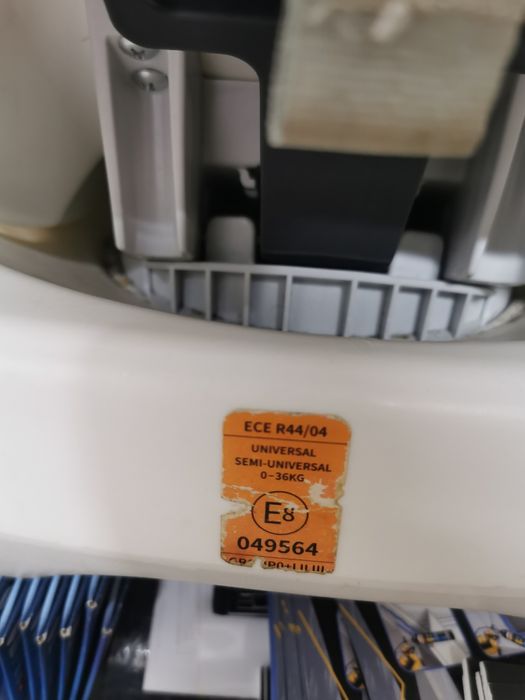 ECE R44/04
UNIVERSAL
SEMI-UNIVERSAL
0-36KG
E8
049564